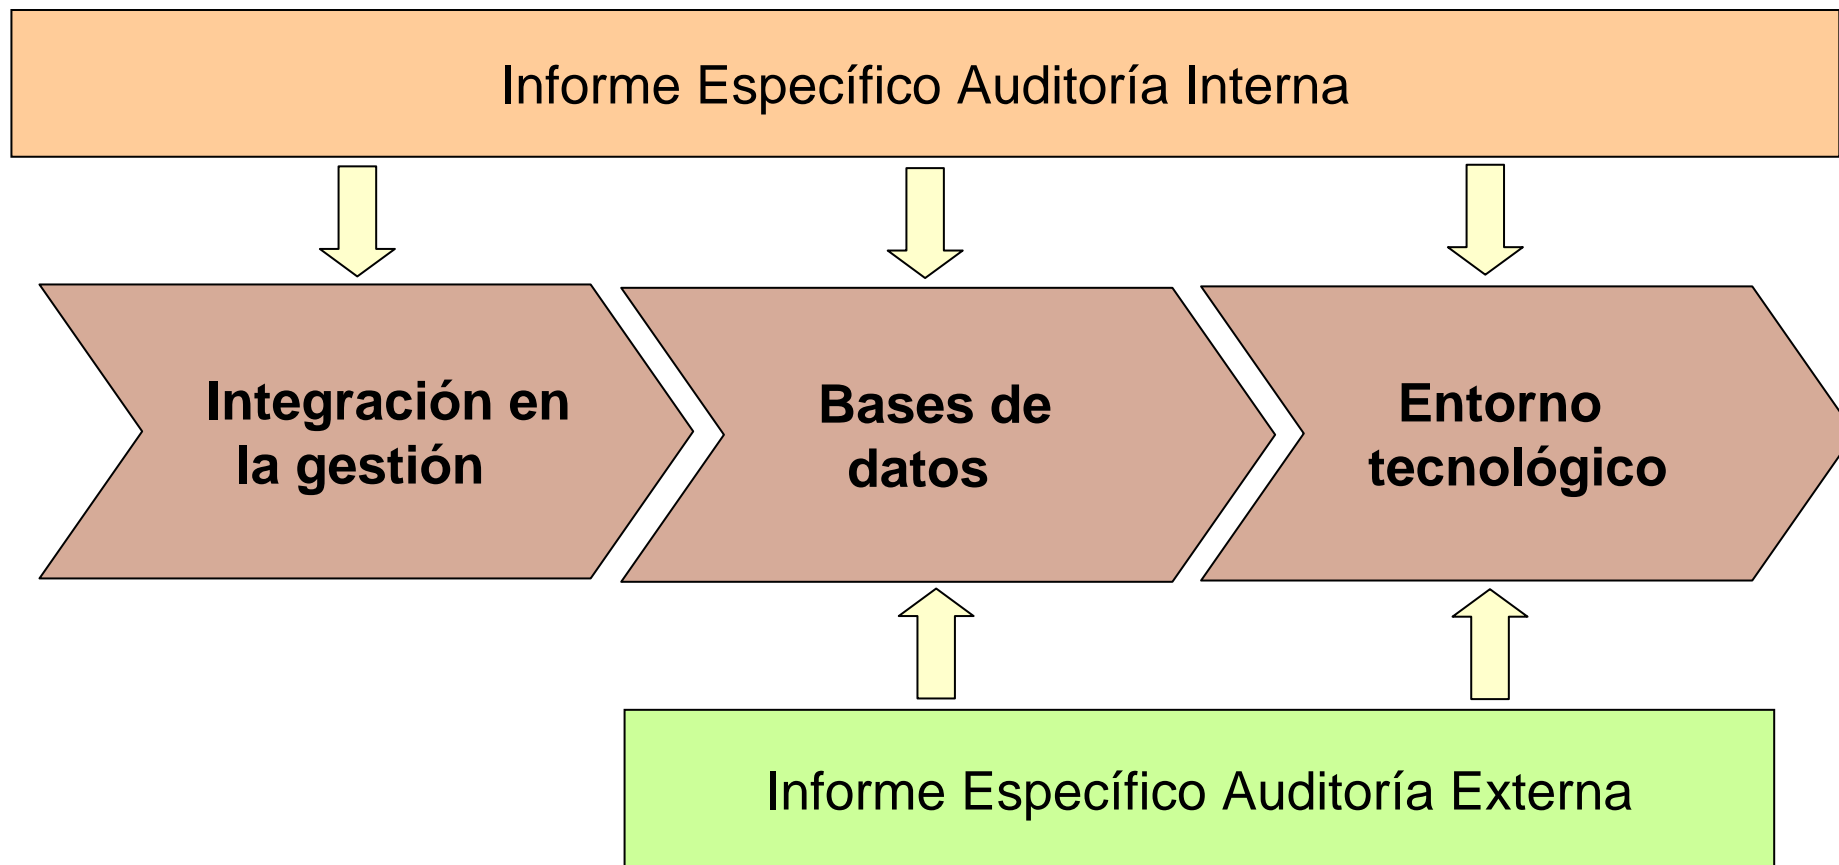 Informe Específico Auditoría Interna
Integración en
la gestión
Bases de
datos
Entorno
tecnológico
Informe Específico Auditoría Externa